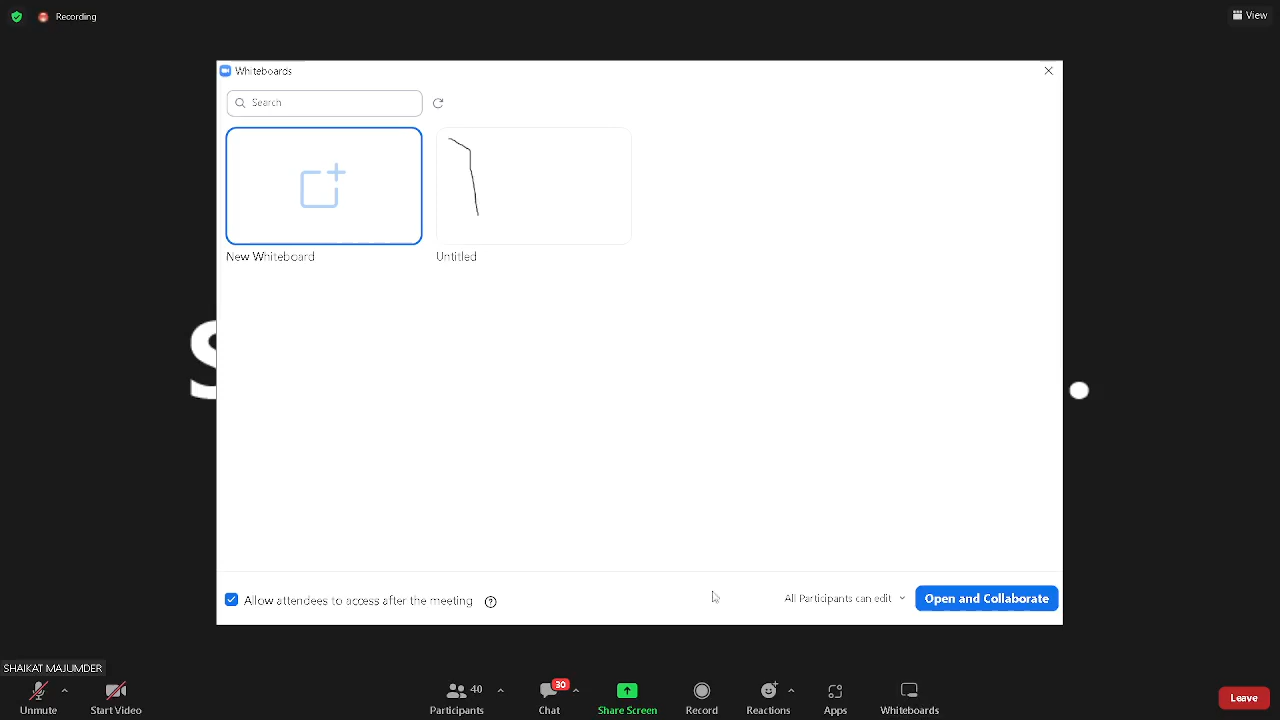 Recording
View
Whiteboards
Search
New Whiteboard
Untitled
S
Allow attendees to access after the meeting
All Participants can edit
Open and Collaborate
SHAIKAT MAJUMDER
Unmute
Start Video
40
Participants
30
Chat
Share Screen
Record
Reactions
Apps
Whiteboards
Leave